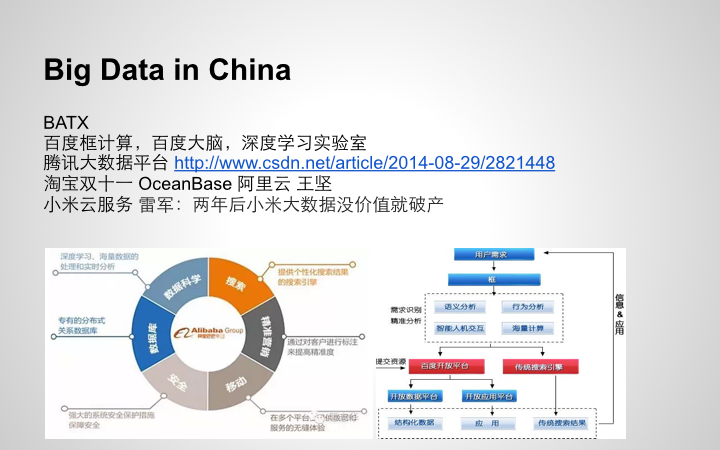 Big Data in China
BATX
百度框计算，百度大脑，深度学习实验室
腾讯大数据平台 http://www.csdn.net/article/2014-08-29/2821448
淘宝双十一 OceanBase 阿里云 王坚
小米云服务 雷军：两年后小米大数据没价值就破产
深度学习、海量数据的
处理和实时分析
专有的分布式
关系数据库
强大的系统安全保护措施
保障安全
数据科学
搜索
精准营销
移动
安全
数据库
Alibaba Group
提供个性化搜索结果
的搜索引擎
通过对客户进行标注
来提高精准度
在多个平台
服务的无缝体验
用户需求
框
需求识别
精准分析
语义分析
行为分析
智能人机交互
海量计算
提交资源
百度开放平台
传统搜索引擎
开放数据平台
开放应用平台
结构化数据
应 用
传统搜索结果
信息&应用